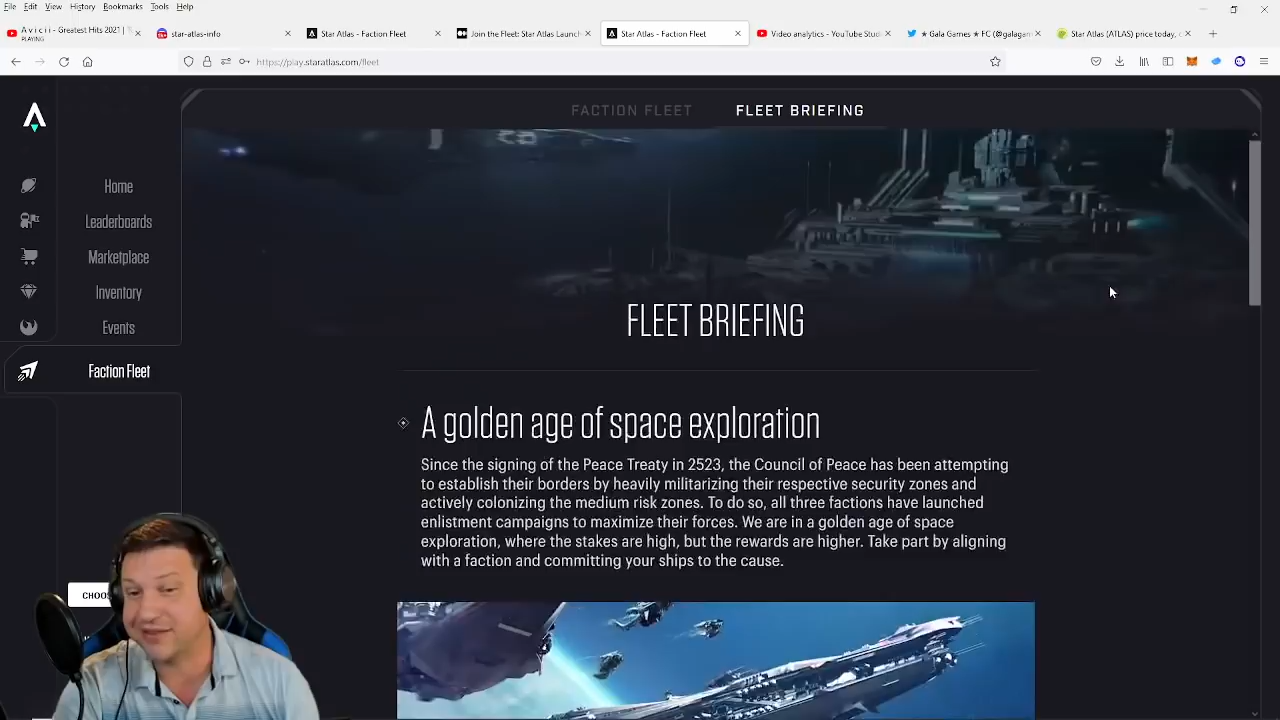 File Edit View History Bookmarks Tools Help
Avicii - Greatest Hits 2021 |
PLAYING
star-atlas-info
Star Atlas - Faction Fleet
Join the Fleet: Star Atlas Launch
Star Atlas - Faction Fleet
Video analytics - YouTube Studi
★ Gala Games ★ FC (@galagam
Star Atlas (ATLAS) price today, c
https://play.staratlas.com/fleet
FACTION FLEET
FLEET BRIEFING
Home
Leaderboards
Marketplace
Inventory
Events
Faction Fleet
CHOOS
FLEET BRIEFING
A golden age of space exploration
Since the signing of the Peace Treaty in 2523, the Council of Peace has been attempting
to establish their borders by heavily militarizing their respective security zones and
actively colonizing the medium risk zones. To do so, all three factions have launched
enlistment campaigns to maximize their forces. We are in a golden age of space
exploration, where the stakes are high, but the rewards are higher. Take part by aligning
with a faction and committing your ships to the cause.